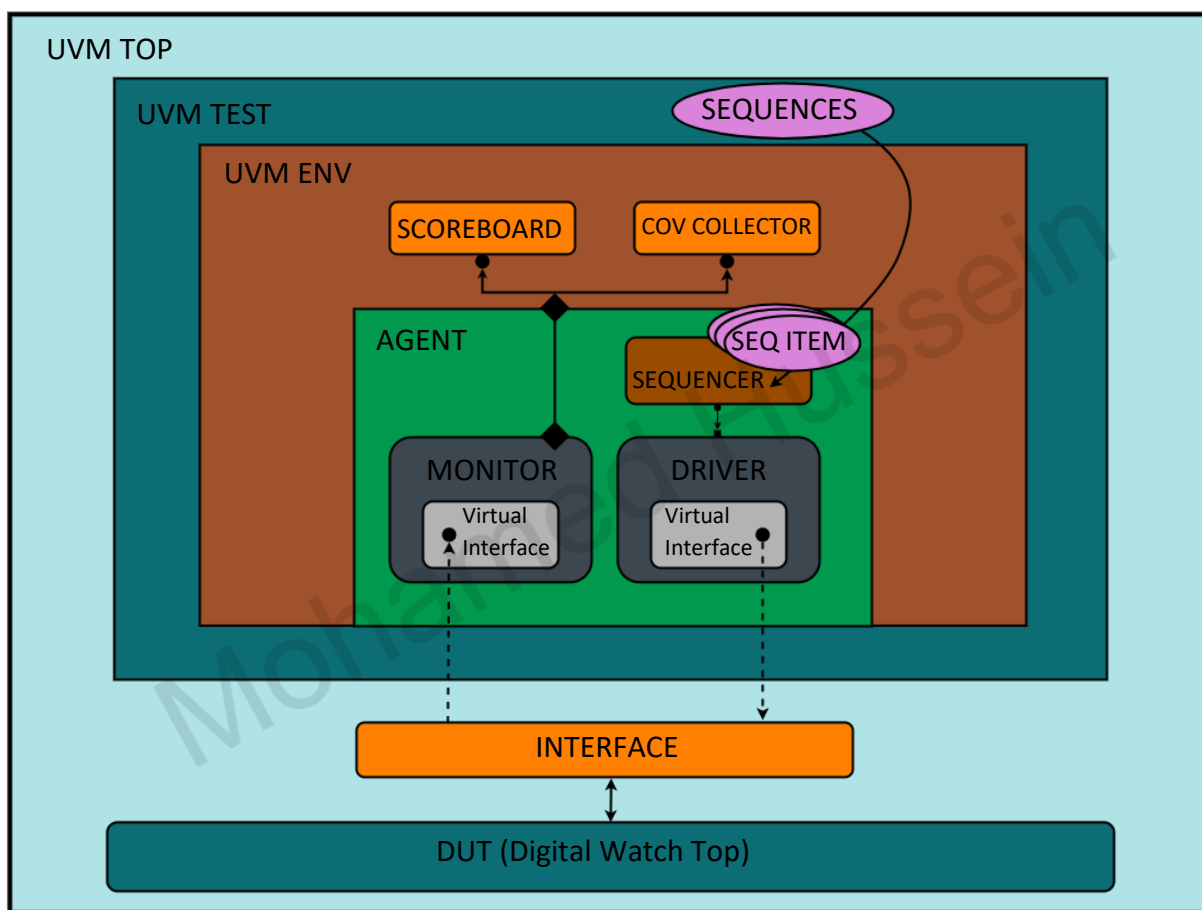 UVM TOP
UVM TEST
SEQUENCES
UVM ENV
SCOREBOARD
COV COLLECTOR
AGENT
SEQ ITEM
SEQUENCER
MONITOR
DRIVER
Virtual
Interface
Virtual
Interface
INTERFACE
DUT (Digital Watch Top)
Mohamed Hussein